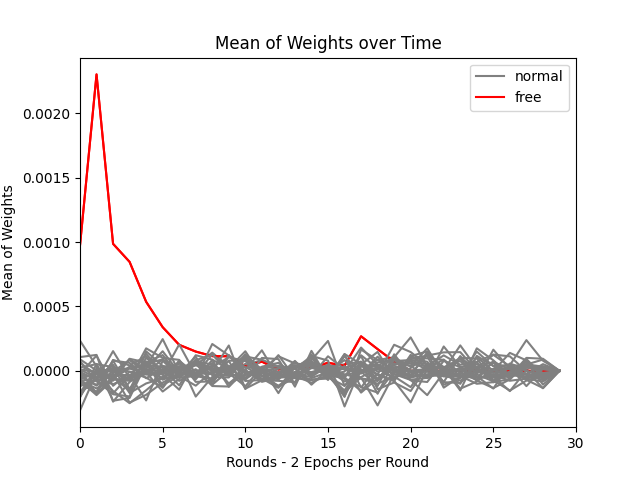 Mean of Weights over Time
normal
free
Mean of Weights
0.0020
0.0015
0.0010
0.0005
0.0000
0 5 10 15 20 25 30
Rounds - 2 Epochs per Round